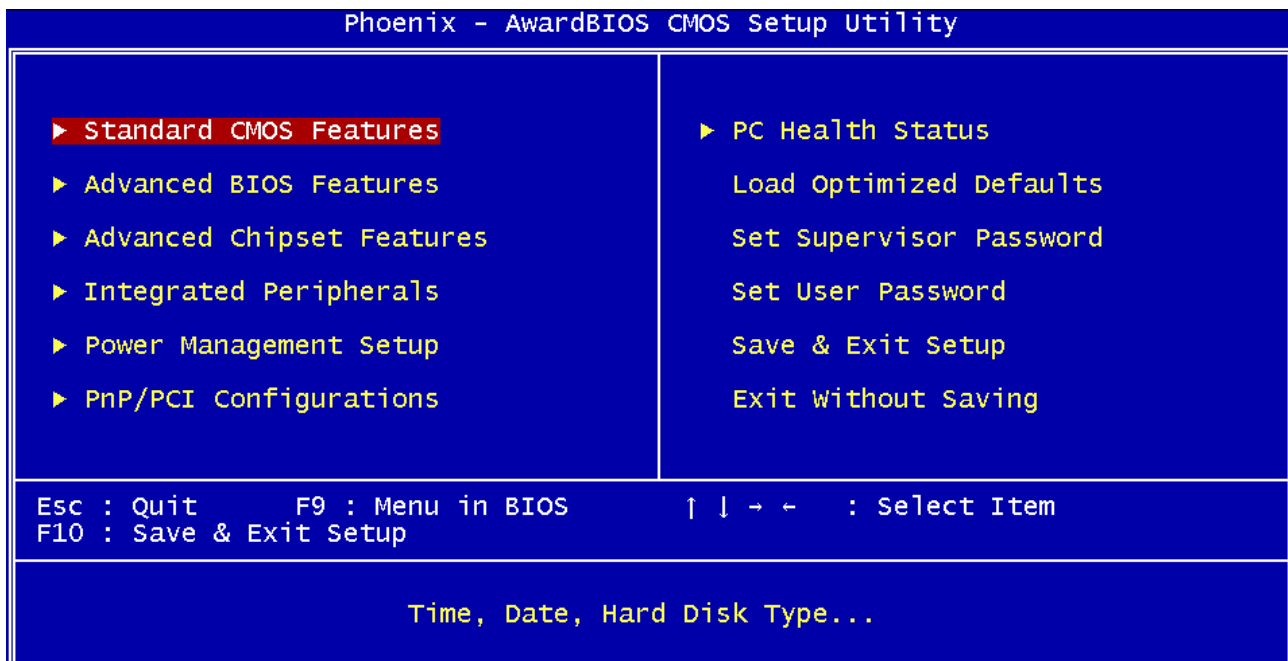 Phoenix - AwardBIOS CMOS Setup Utility
▶ Standard CMOS Features
▶ Advanced BIOS Features
▶ Advanced Chipset Features
▶ Integrated Peripherals
▶ Power Management Setup
▶ PnP/PCI Configurations
▶ PC Health Status
Load Optimized Defaults
Set Supervisor Password
Set User Password
Save & Exit Setup
Exit Without Saving
Esc : Quit F9 : Menu in BIOS ↑ ↓ → ← : Select Item
F10 : Save & Exit Setup
Time, Date, Hard Disk Type...